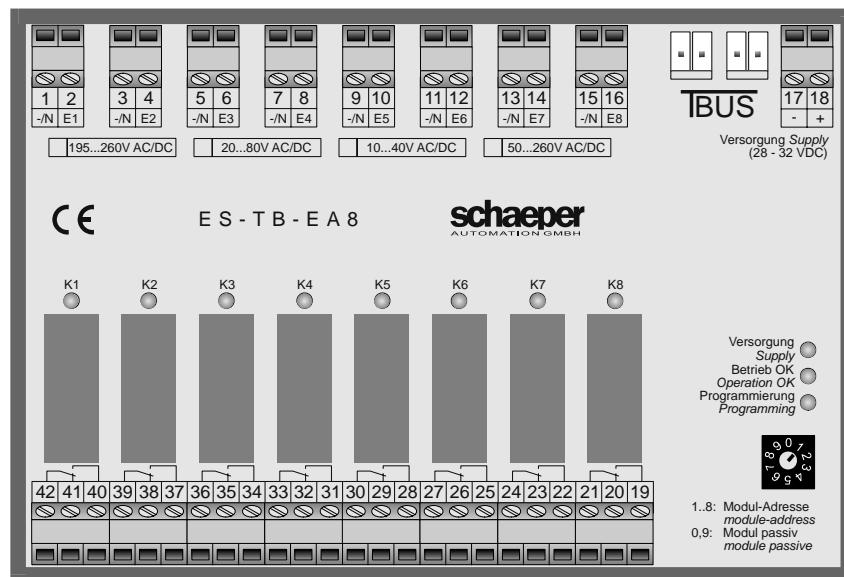 1 2 3 4 5 6 7 8 9 10 11 12 13 14 15 16 17 18
-/N E1 -/N E2 -/N E3 -/N E4 -/N E5 -/N E6 -/N E7 -/N E8 - +
TBUS
195...260V AC/DC 20...80V AC/DC 10...40V AC/DC 50...260V AC/DC
Versorgung Supply
(28 - 32 VDC)
CE ES-TB-EA8 schaeper
AUTOMATION GMBH
K1 K2 K3 K4 K5 K6 K7 K8
Versorgung
Supply
Betrieb OK
Operation OK
Programmierung
Programming
0 1 2 3 4 5 6 7 8 9
42 41 40 39 38 37 36 35 34 33 32 31 30 29 28 27 26 25 24 23 22 21 20 19
1..8: Modul-Adresse
module-address
0,9: Modul passiv
module passive